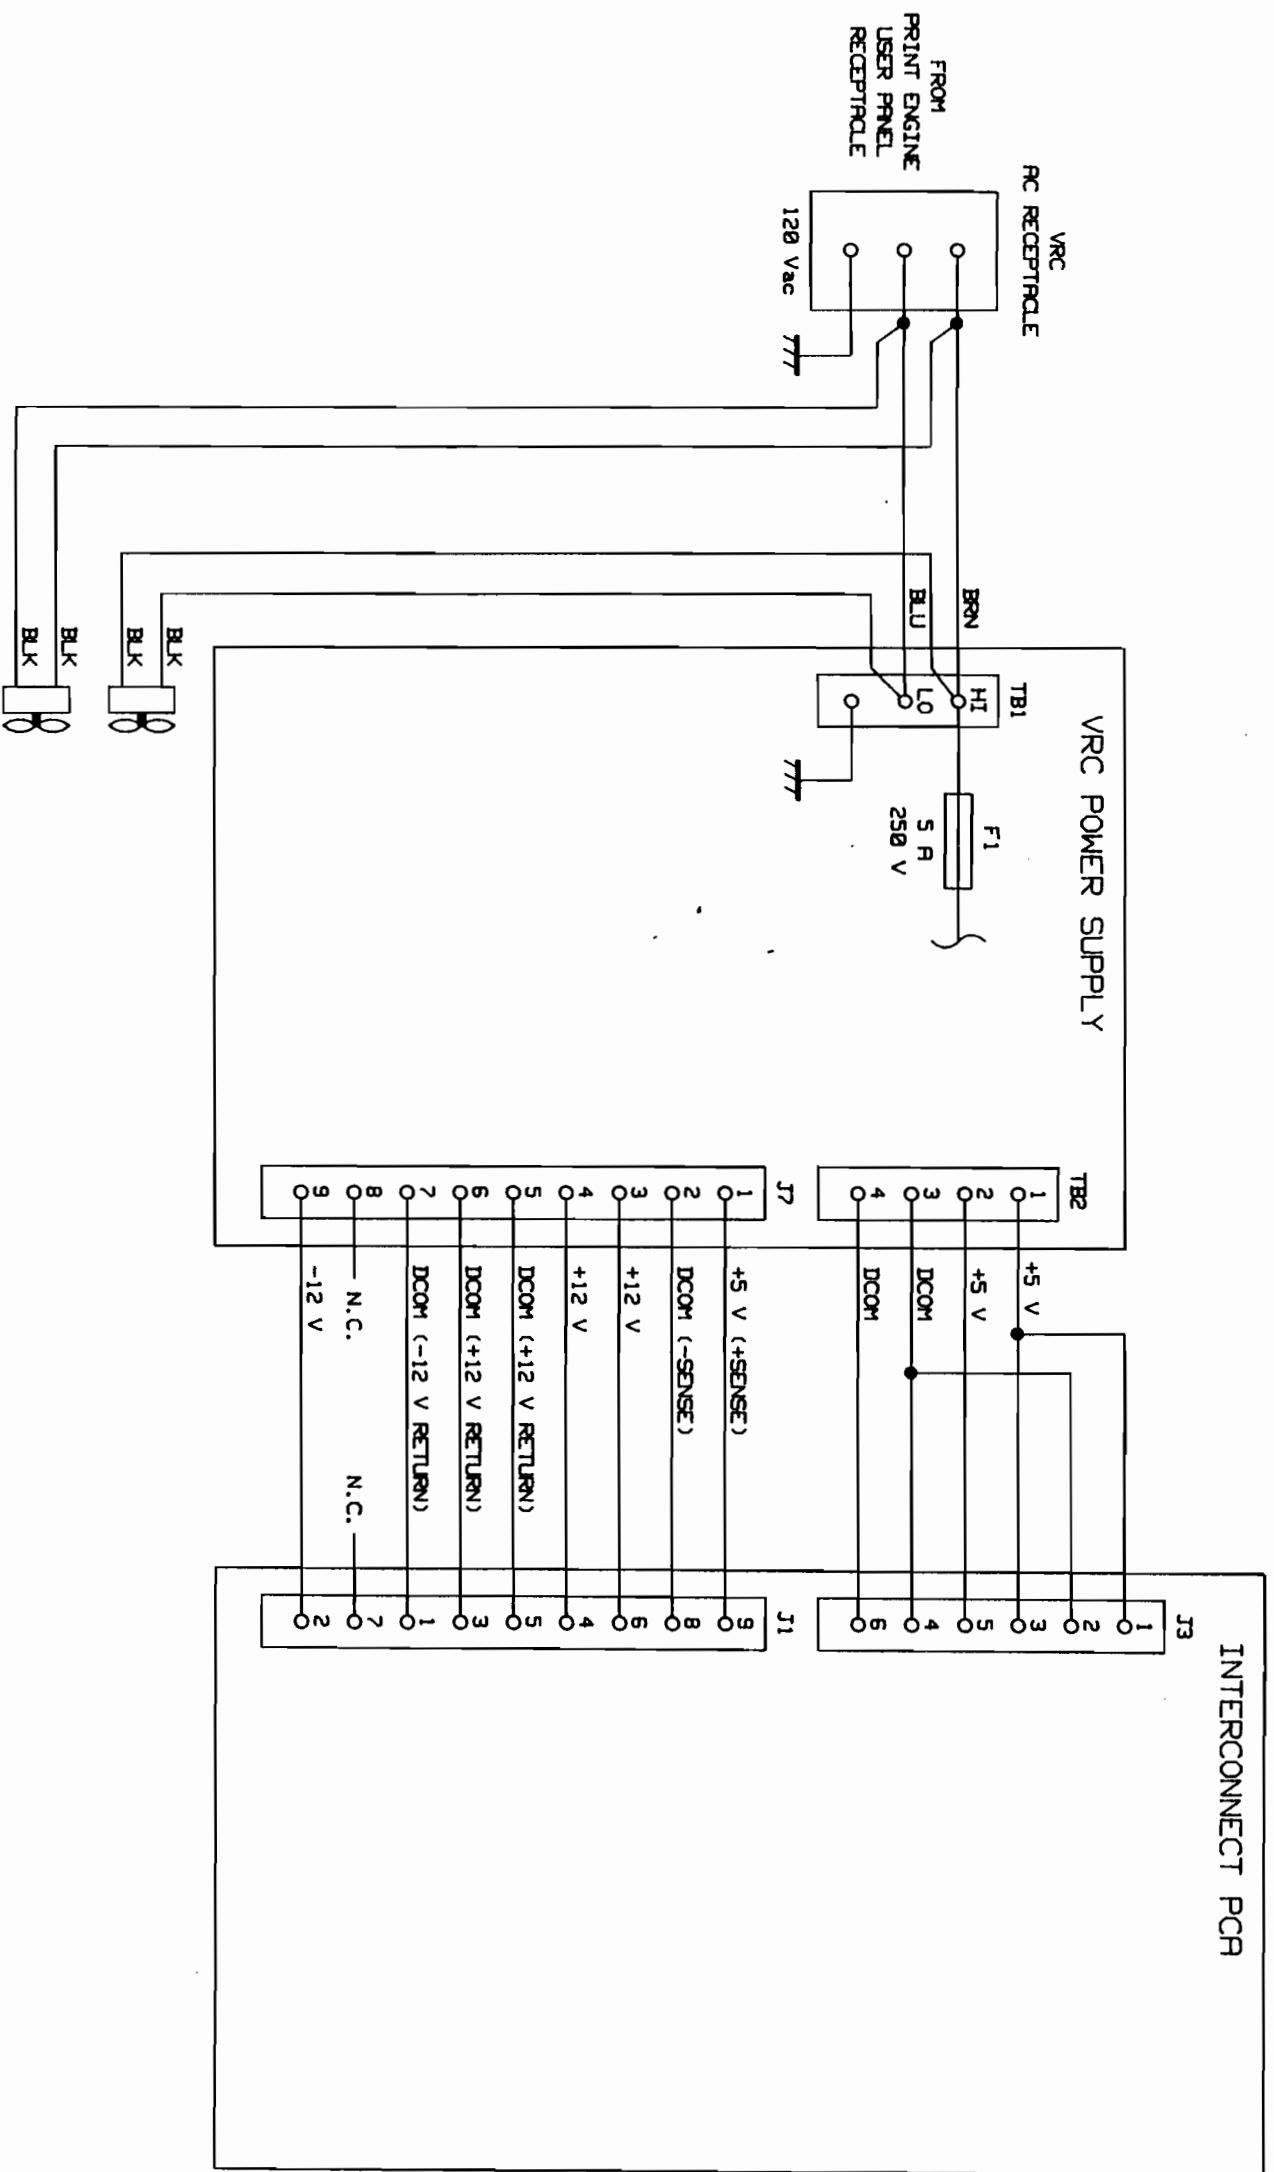 VRC
AC RECEPTACLE
FROM
PRINT ENGINE
USER PANEL
RECEPTACLE
120 Vac
BRN
BLU
BLK
BLK
BLK
BLK
VRC POWER SUPPLY
TB1
HI
LO
F1
5 A
250 V
TB2
1
2
3
4
J7
1
2
3
4
5
6
7
8
9
+5 V
+5 V
DCOM
DCOM
+5 V (+SENSE)
DCOM (-SENSE)
+12 V
+12 V
DCOM (+12 V RETURN)
DCOM (+12 V RETURN)
DCOM (-12 V RETURN)
N.C. N.C.
-12 V
INTERCONNECT PCA
J3
1
2
3
5
4
6
J1
9
8
6
4
5
3
1
7
2